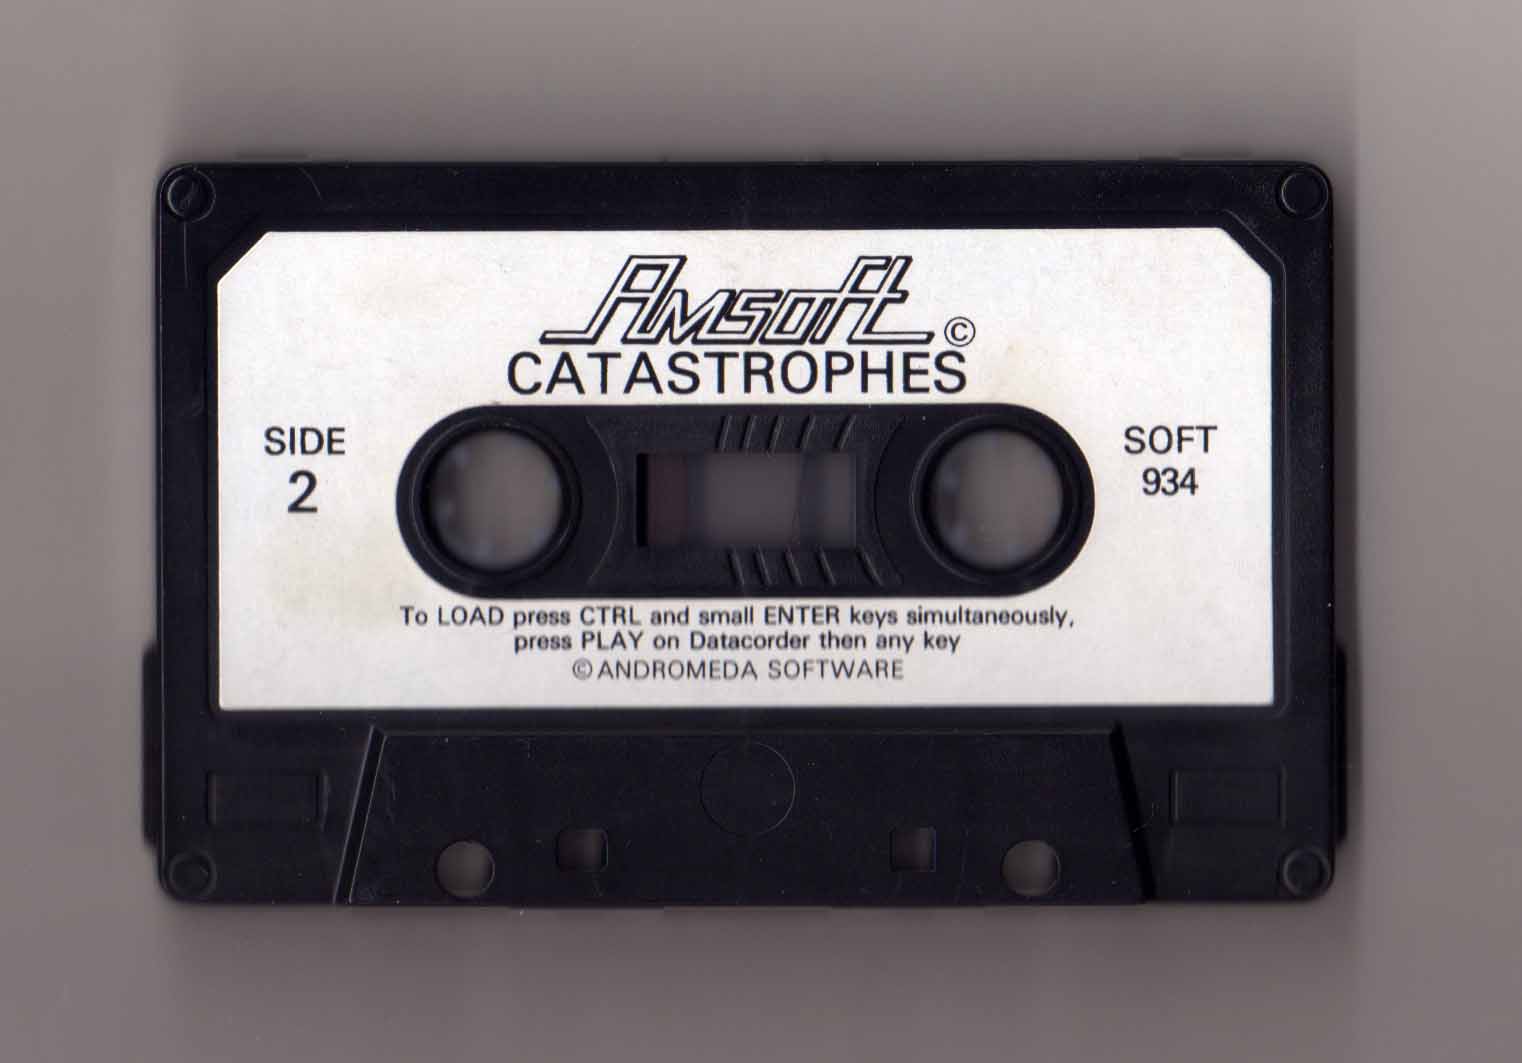 Amsoft ©
CATASTROPHES
SIDE
2
SOFT
934
To LOAD press CTRL and small ENTER keys simultaneously,
press PLAY on Datacorder then any key
© ANDROMEDA SOFTWARE